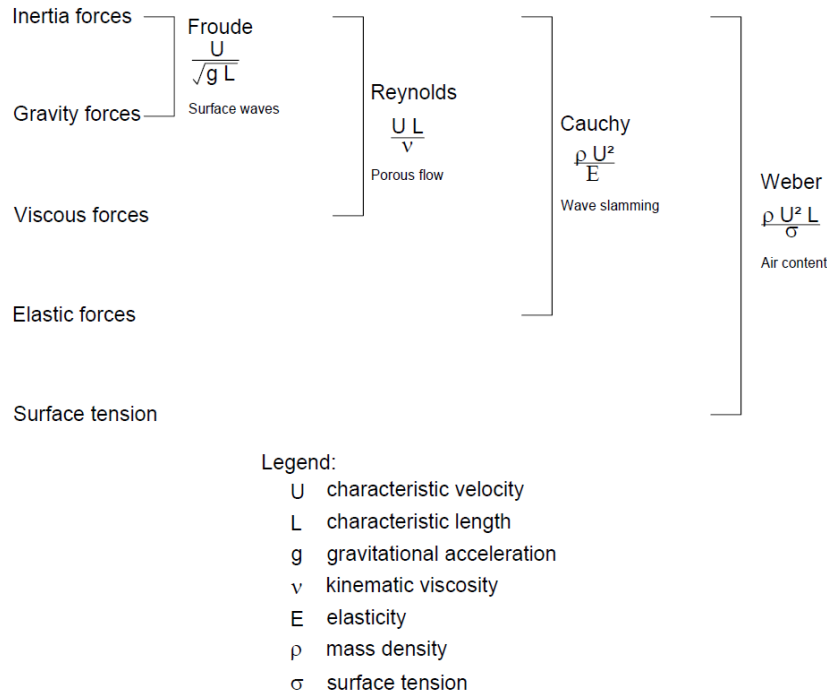 Inertia forces
Froude
U
√g L
Surface waves
Gravity forces
Reynolds
U L
ν
Porous flow
Cauchy
ρ U²
E
Wave slamming
Weber
ρ U² L
σ
Air content
Viscous forces
Elastic forces
Surface tension
Legend:
U characteristic velocity
L characteristic length
g gravitational acceleration
ν kinematic viscosity
E elasticity
ρ mass density
σ surface tension